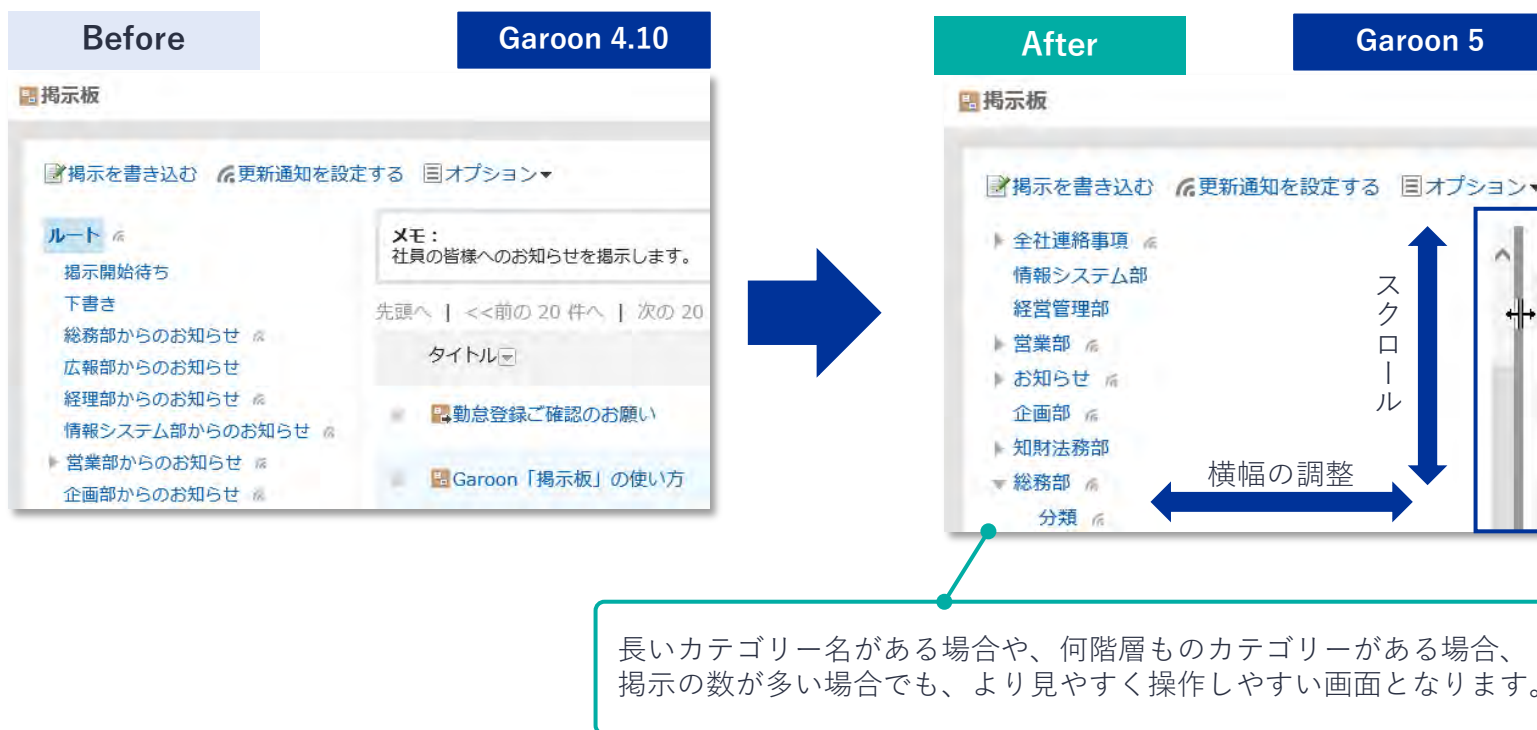 Before
Garoon 4.10
掲示板
掲示を書き込む 更新通知を設定する オプション
ルート
掲示開始待ち
下書き
総務部からのお知らせ
広報部からのお知らせ
経理部からのお知らせ
情報システム部からのお知らせ
営業部からのお知らせ
企画部からのお知らせ
メモ：
社員の皆様へのお知らせを掲示します。
先頭へ | <<前の 20 件へ | 次の 20
タイトル
勤怠登録ご確認のお願い
Garoon「掲示板」の使い方
After
Garoon 5
掲示板
掲示を書き込む 更新通知を設定する オプション
全社連絡事項
情報システム部
経営管理部
営業部
お知らせ
企画部
知財法務部
総務部
分類
スクロール
横幅の調整
長いカテゴリー名がある場合や、何階層ものカテゴリーがある場合、
掲示の数が多い場合でも、より見やすく操作しやすい画面となります。